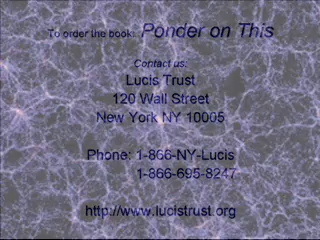 To order the book: Ponder on This
Contact us:
Lucis Trust
120 Wall Street
New York NY 10005
Phone: 1-866-NY-Lucis
1-866-695-8247
http://www.lucistrust.org